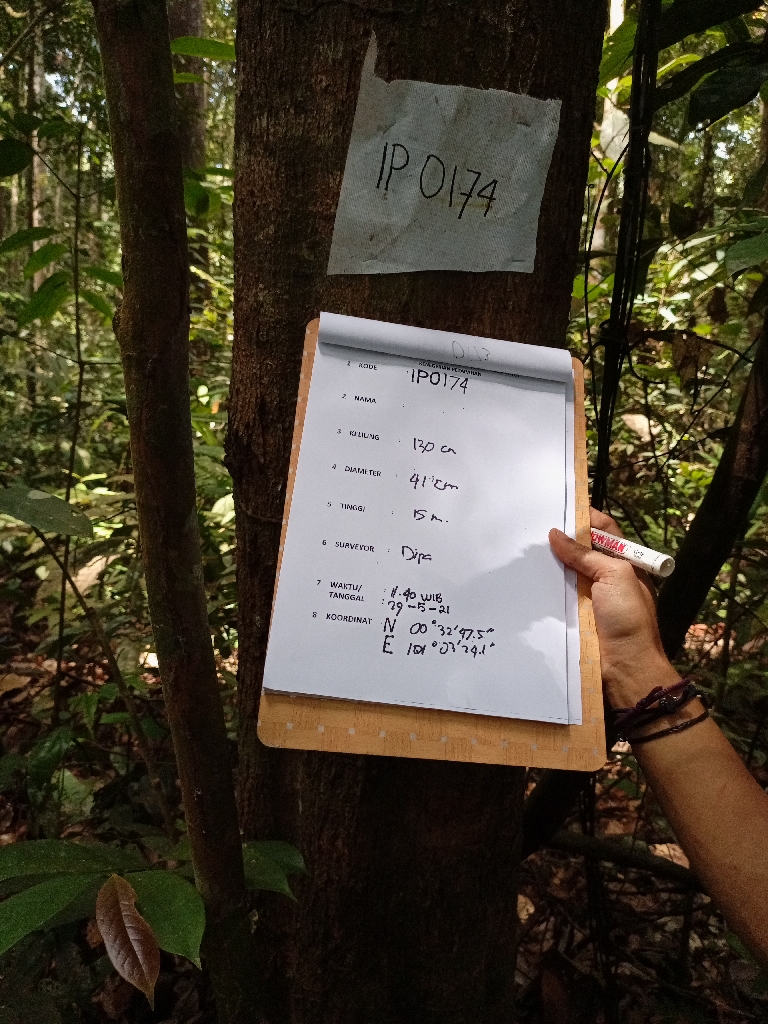 IP 0174
1 KODE : IP0174
2 NAMA :
3 KELILING : 130 cm
4 DIAMETER : 41 cm
5 TINGGI : 15 m.
6 SURVEYOR : Dipa
7 WAKTU/ : 11.40 WIB
TANGGAL : 29-5-21
8 KOORDINAT : N 00°32'47.5"
E 101°03'24.1"
OWMAN